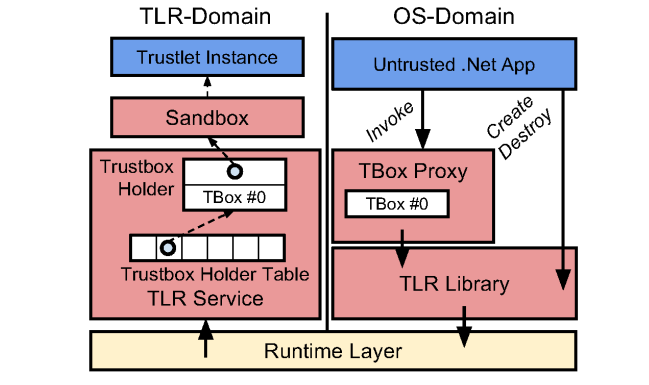 TLR-Domain
OS-Domain
Trustlet Instance
Sandbox
Trustbox
Holder
TBox #0
Trustbox Holder Table
TLR Service
Untrusted .Net App
Invoke
Create
Destroy
TBox Proxy
TBox #0
TLR Library
Runtime Layer